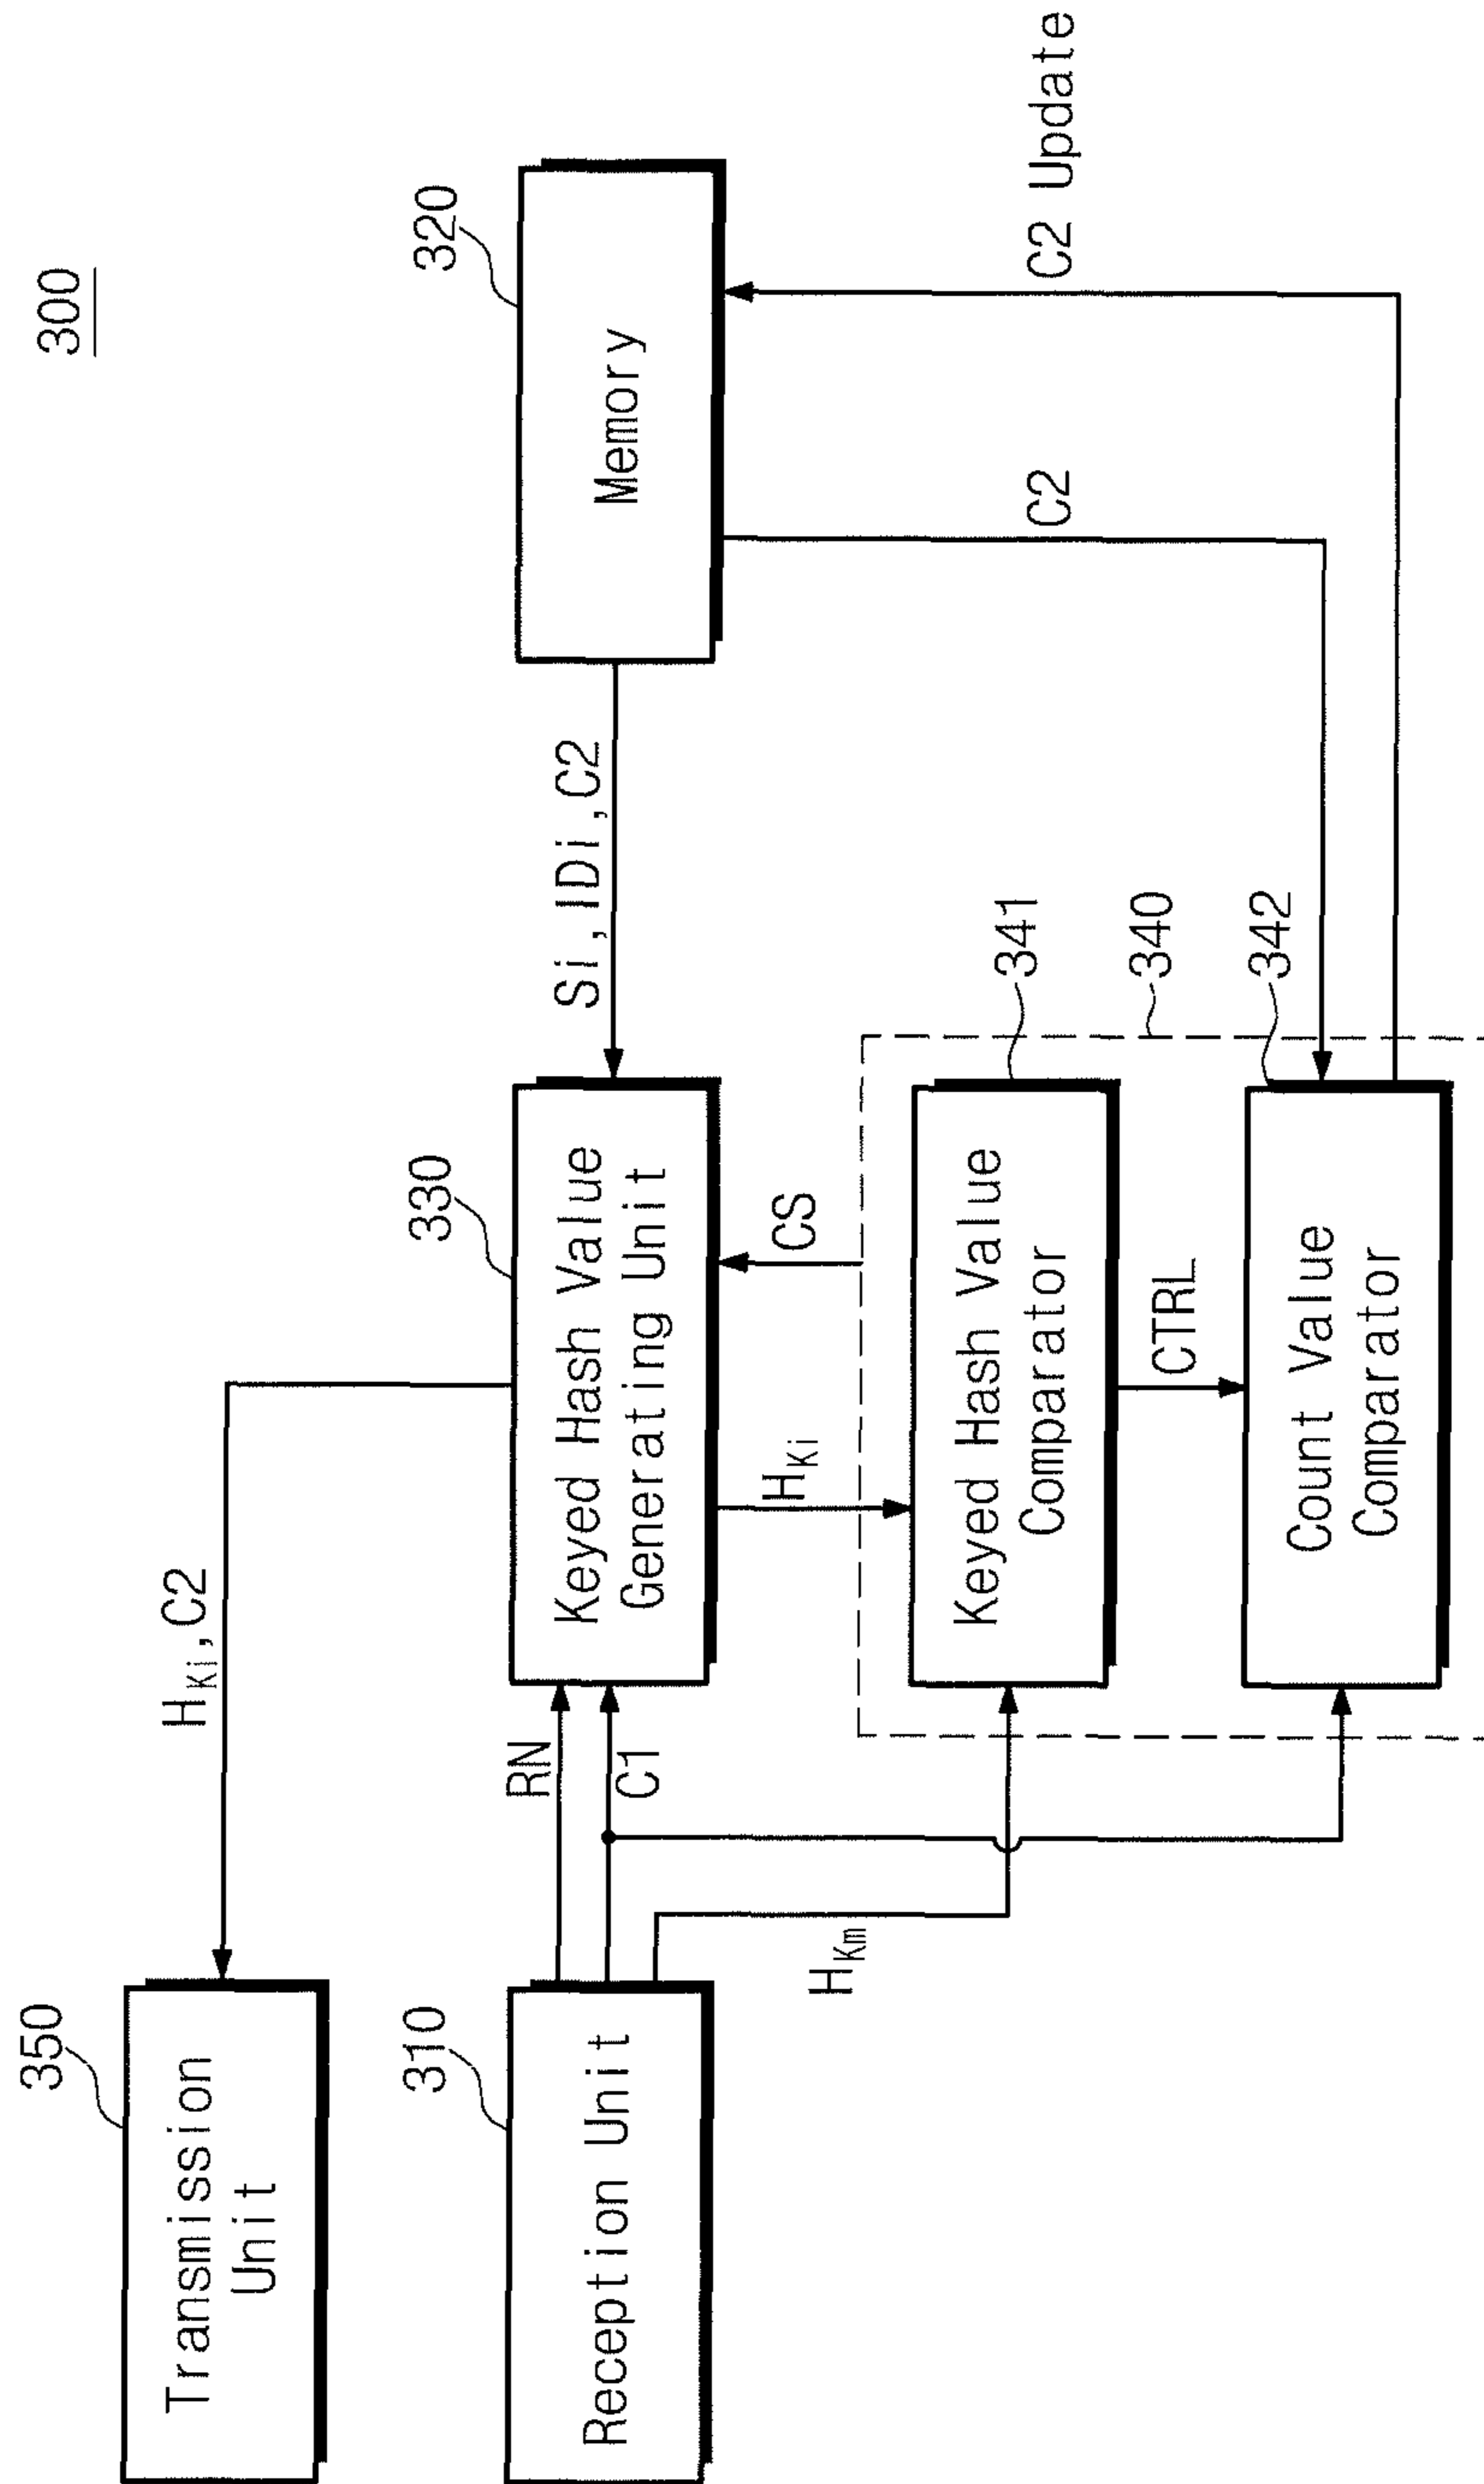 300
350
Transmission
Unit
H_Ki, C2
310
Reception Unit
RN
C1
H_Km
330
Keyed Hash Value
Generating Unit
Si, IDi, C2
320
Memory
H_Ki
CS
Keyed Hash Value
Comparator
341
340
CTRL
Count Value
Comparator
342
C2
C2 Update